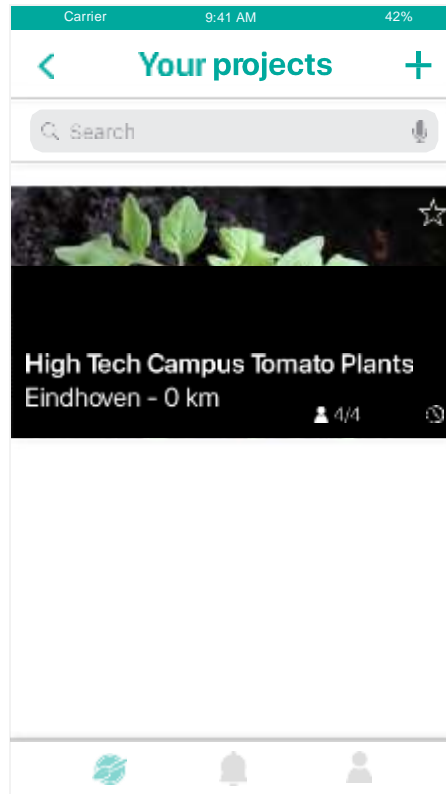 Carrier 9:41 AM 42%
Your projects
Search
High Tech Campus Tomato Plants
Eindhoven - 0 km
4/4